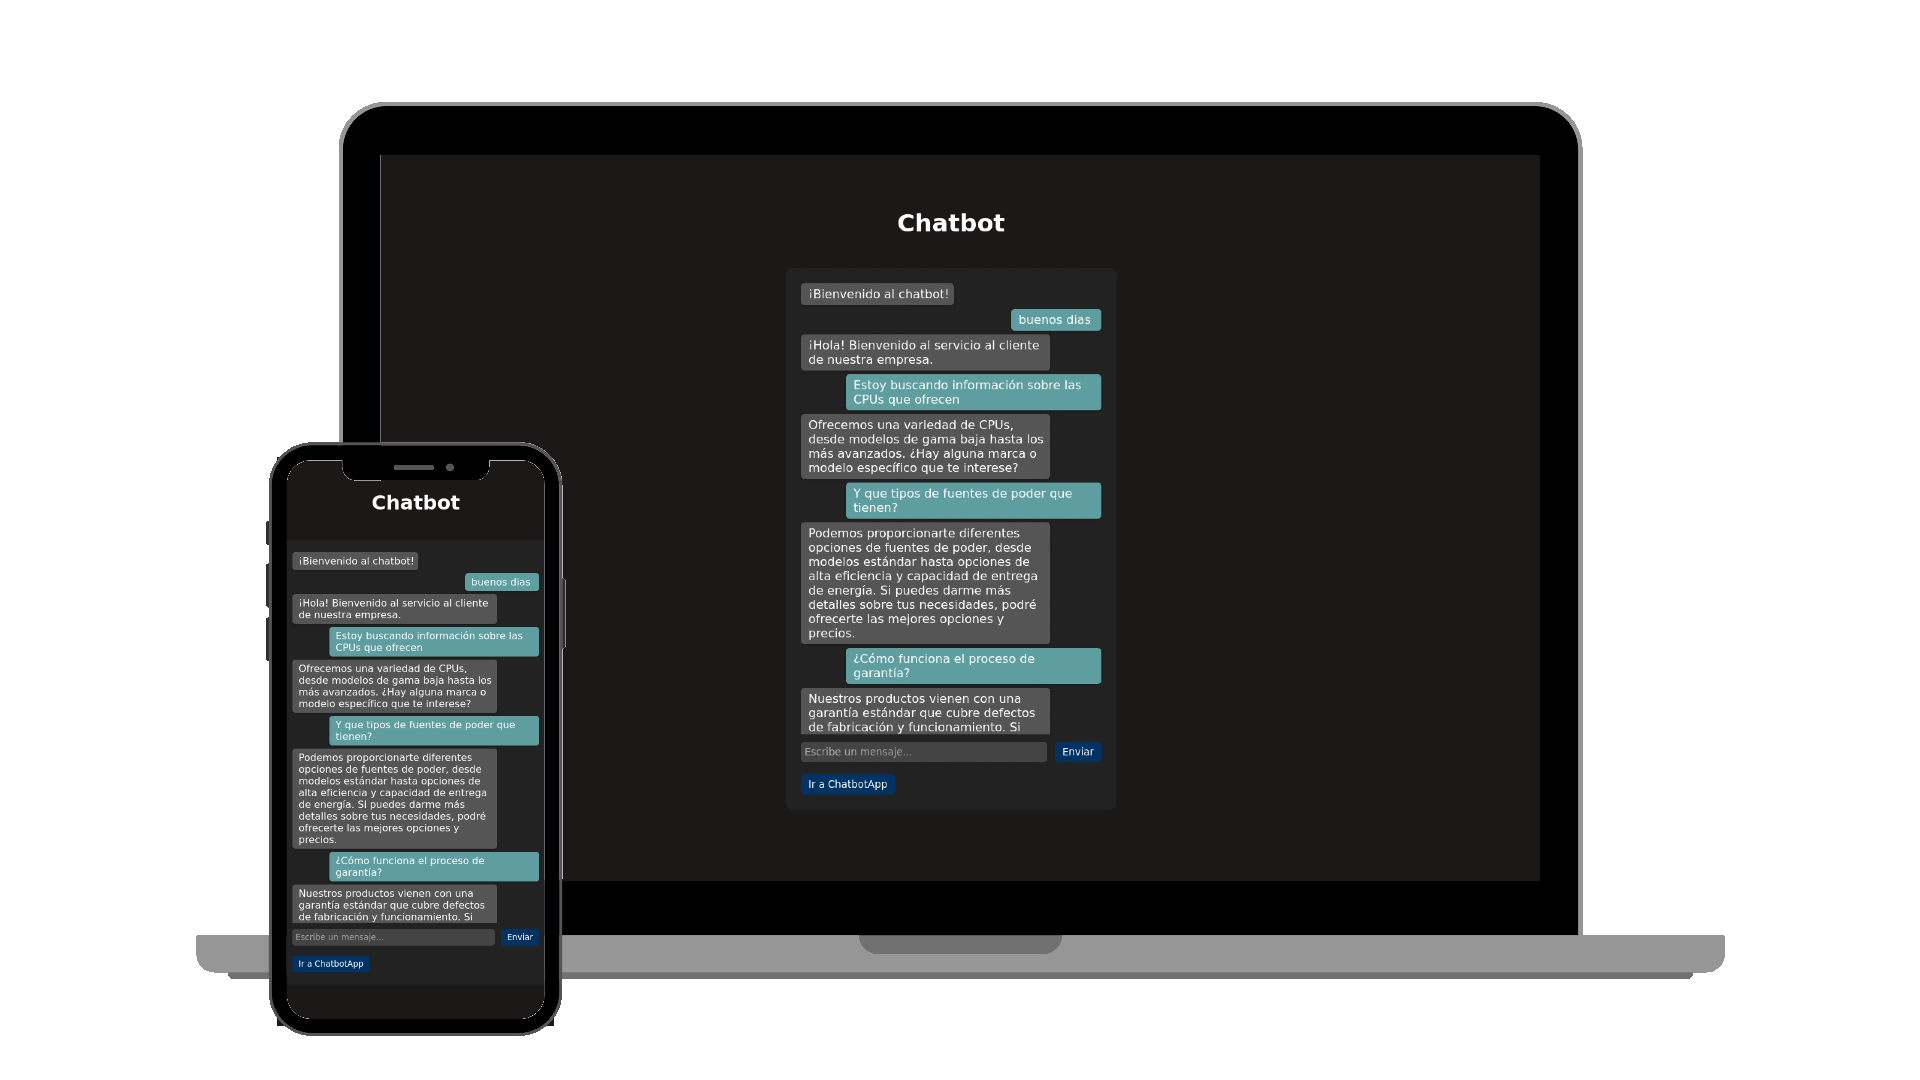 Chatbot
¡Bienvenido al chatbot!
buenos dias
¡Hola! Bienvenido al servicio al cliente
de nuestra empresa.
Estoy buscando información sobre las
CPUs que ofrecen
Ofrecemos una variedad de CPUs,
desde modelos de gama baja hasta los
más avanzados. ¿Hay alguna marca o
modelo específico que te interese?
Y que tipos de fuentes de poder que
tienen?
Podemos proporcionarte diferentes
opciones de fuentes de poder, desde
modelos estándar hasta opciones de
alta eficiencia y capacidad de entrega
de energía. Si puedes darme más
detalles sobre tus necesidades, podré
ofrecerte las mejores opciones y
precios.
¿Cómo funciona el proceso de
garantía?
Nuestros productos vienen con una
garantía estándar que cubre defectos
de fabricación y funcionamiento. Si
Escribe un mensaje...
Enviar
Ir a ChatbotApp
Chatbot
¡Bienvenido al chatbot!
buenos dias
¡Hola! Bienvenido al servicio al cliente
de nuestra empresa.
Estoy buscando información sobre las
CPUs que ofrecen
Ofrecemos una variedad de CPUs,
desde modelos de gama baja hasta los
más avanzados. ¿Hay alguna marca o
modelo específico que te interese?
Y que tipos de fuentes de poder que
tienen?
Podemos proporcionarte diferentes
opciones de fuentes de poder, desde
modelos estándar hasta opciones de
alta eficiencia y capacidad de entrega
de energía. Si puedes darme más
detalles sobre tus necesidades, podré
ofrecerte las mejores opciones y
precios.
¿Cómo funciona el proceso de
garantía?
Nuestros productos vienen con una
garantía estándar que cubre defectos
de fabricación y funcionamiento. Si
Escribe un mensaje...
Enviar
Ir a ChatbotApp